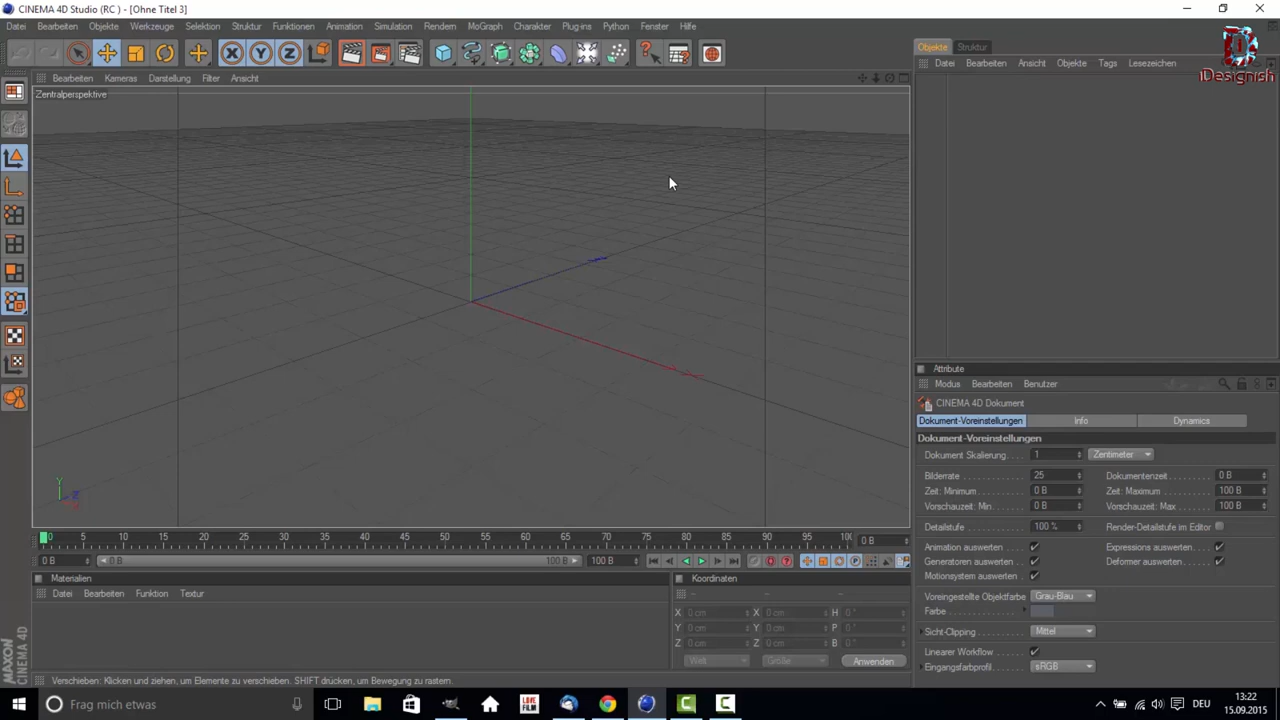 CINEMA 4D Studio (RC ) - [Ohne Titel 3]
Datei Bearbeiten Objekte Werkzeuge Selektion Struktur Funktionen Animation Simulation Rendern MoGraph Charakter Plug-ins Python Fenster Hilfe
Objekte Struktur
iDesignish
Bearbeiten Kameras Darstellung Filter Ansicht
Datei Bearbeiten Ansicht Objekte Tags Lesezeichen
Zentralperspektive
X Y Z
Attribute
Modus Bearbeiten Benutzer
CINEMA 4D Dokument
Dokument-Voreinstellungen Info Dynamics
Dokument-Voreinstellungen
Dokument Skalierung 1 Zentimeter
Bilderrate 25 Dokumentenzeit 0 B
Zeit: Minimum 0 B Zeit: Maximum 100 B
Vorschauzeit: Min 0 B Vorschauzeit: Max 100 B
Detailstufe 100 % Render-Detailstufe im Editor
Animation auswerten Expressions auswerten
Generatoren auswerten Deformer auswerten
Motionsystem auswerten
Voreingestellte Objektfarbe Grau-Blau
Farbe
Sicht-Clipping Mittel
Linearer Workflow
Eingangsfarbprofil sRGB
Y
Z
0 5 10 15 20 25 30 35 40 45 50 55 60 65 70 75 80 85 90 95 10 0 B
0 B 0 B 100 B 100 B
Materialien
Datei Bearbeiten Funktion Textur
Koordinaten
X 0 cm X 0 cm H 0 °
Y 0 cm Y 0 cm P 0 °
Z 0 cm Z 0 cm B 0 °
Welt Größe Anwenden
MAXON
CINEMA 4D
Verschieben: Klicken und ziehen, um Elemente zu verschieben. SHIFT drücken, um Bewegung zu rastern.
Frag mich etwas
LOVE
FILM
DEU
13:22
15.09.2015